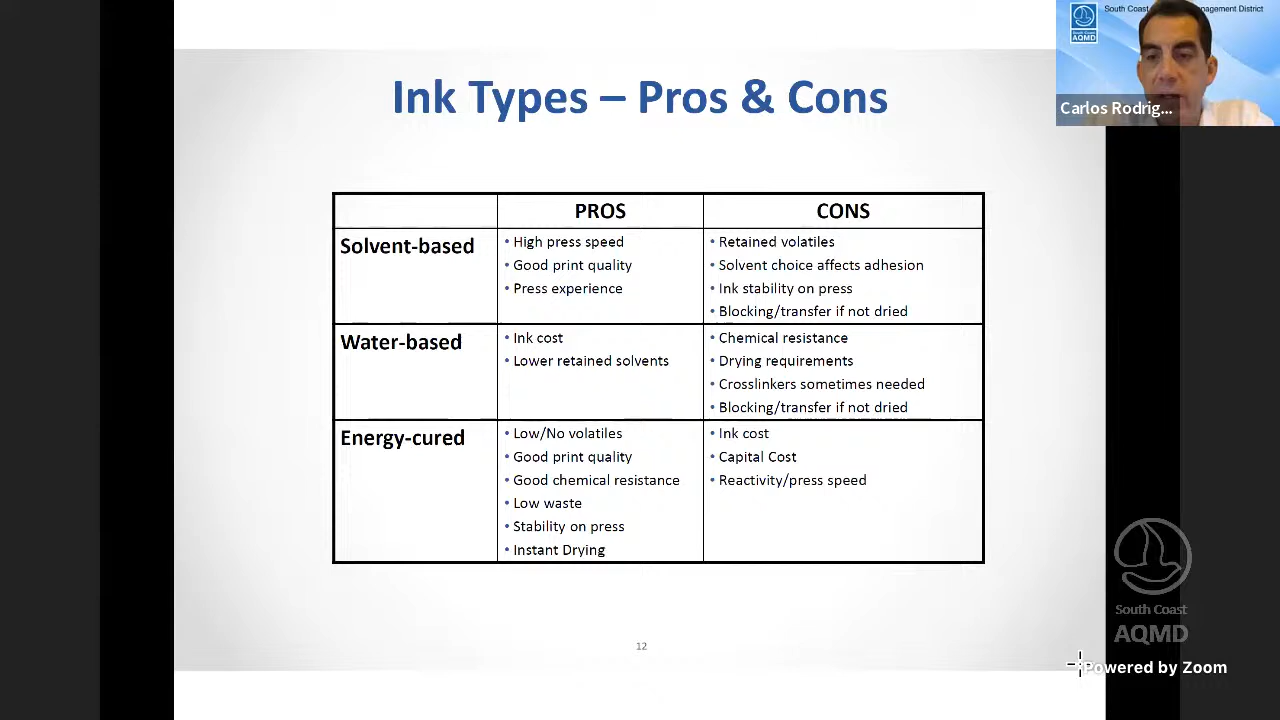 Ink Types – Pros & Cons
PROS
CONS
Solvent-based
• High press speed
• Good print quality
• Press experience
• Retained volatiles
• Solvent choice affects adhesion
• Ink stability on press
• Blocking/transfer if not dried
Water-based
• Ink cost
• Lower retained solvents
• Chemical resistance
• Drying requirements
• Crosslinkers sometimes needed
• Blocking/transfer if not dried
Energy-cured
• Low/No volatiles
• Good print quality
• Good chemical resistance
• Low waste
• Stability on press
• Instant Drying
• Ink cost
• Capital Cost
• Reactivity/press speed
12
South Coast
AQMD
South Coast nagement District
Carlos Rodrig...
South Coast
AQMD
Powered by Zoom